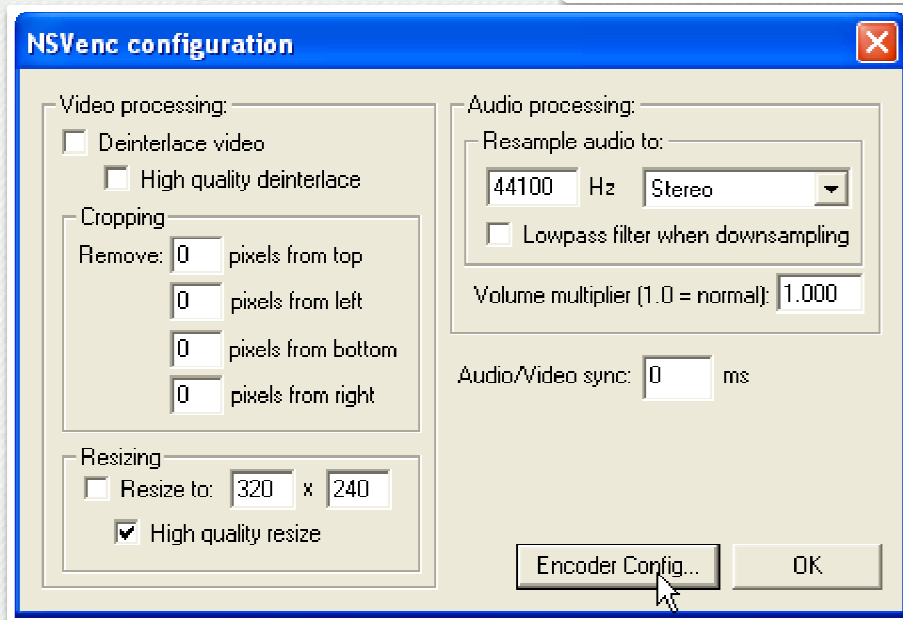 NSVenc configuration
Video processing:
Deinterlace video
High quality deinterlace
Cropping
Remove: 0 pixels from top
0 pixels from left
0 pixels from bottom
0 pixels from right
Resizing
Resize to: 320 x 240
High quality resize
Audio processing:
Resample audio to:
44100 Hz Stereo
Lowpass filter when downsampling
Volume multiplier (1.0 = normal): 1.000
Audio/Video sync: 0 ms
Encoder Config... OK